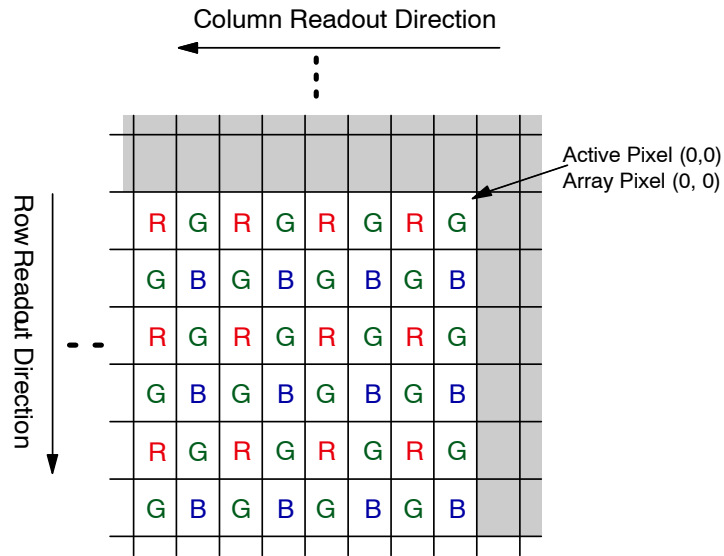 Column Readout Direction
Active Pixel (0,0)
Array Pixel (0, 0)
Row Readout Direction
R G R G R G R G
G B G B G B G B
R G R G R G R G
G B G B G B G B
R G R G R G R G
G B G B G B G B